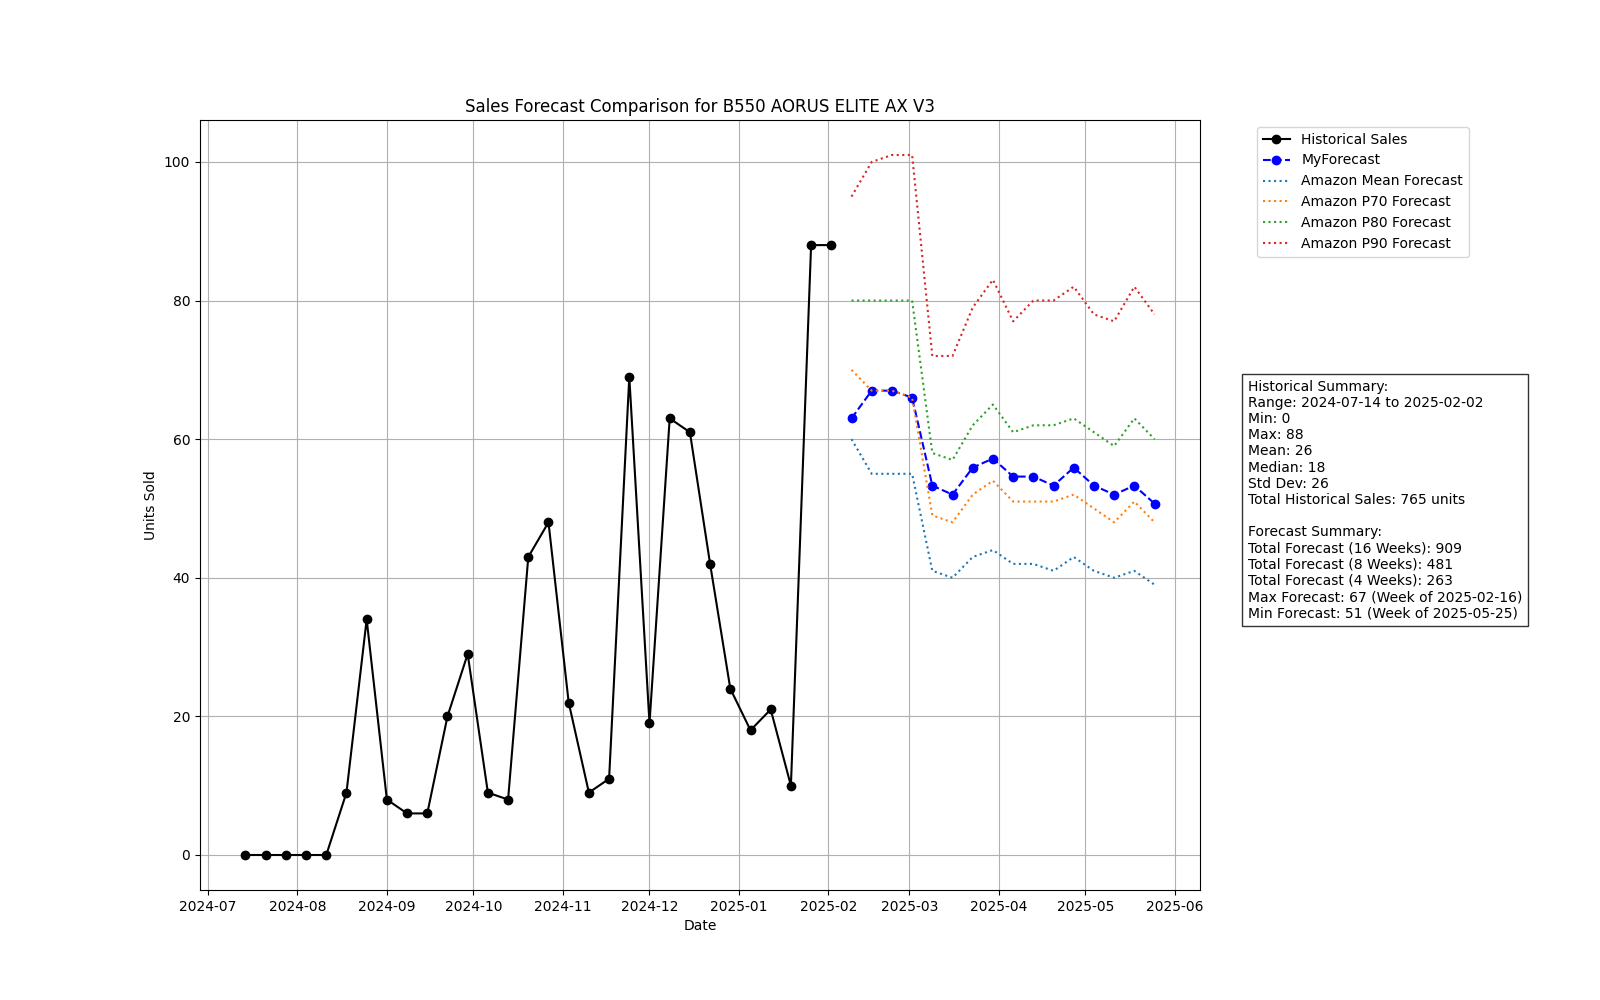 Sales Forecast Comparison for B550 AORUS ELITE AX V3
Units Sold
100
80
60
40
20
0
2024-07
2024-08
2024-09
2024-10
2024-11
2024-12
2025-01
2025-02
2025-03
2025-04
2025-05
2025-06
Date
Historical Sales
MyForecast
Amazon Mean Forecast
Amazon P70 Forecast
Amazon P80 Forecast
Amazon P90 Forecast
Historical Summary:
Range: 2024-07-14 to 2025-02-02
Min: 0
Max: 88
Mean: 26
Median: 18
Std Dev: 26
Total Historical Sales: 765 units
Forecast Summary:
Total Forecast (16 Weeks): 909
Total Forecast (8 Weeks): 481
Total Forecast (4 Weeks): 263
Max Forecast: 67 (Week of 2025-02-16)
Min Forecast: 51 (Week of 2025-05-25)